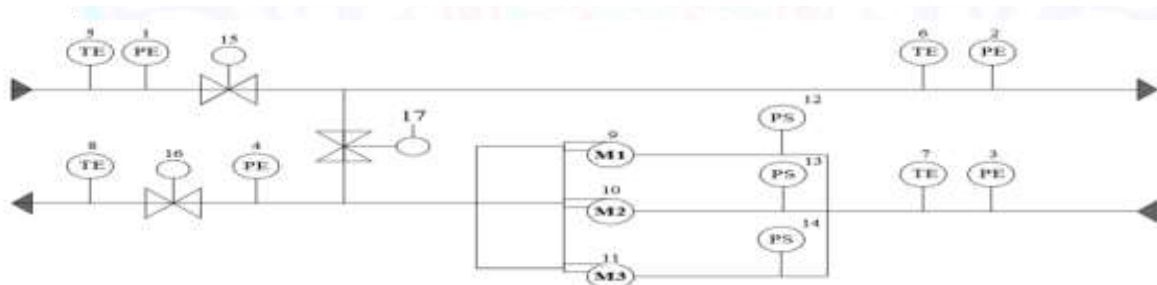 5 1 15 6 2
TE PE TE PE
12
17 PS
8 16 4 9 13 7 3
TE PE M1 PS TE PE
10 14
M2 PS
11
M3